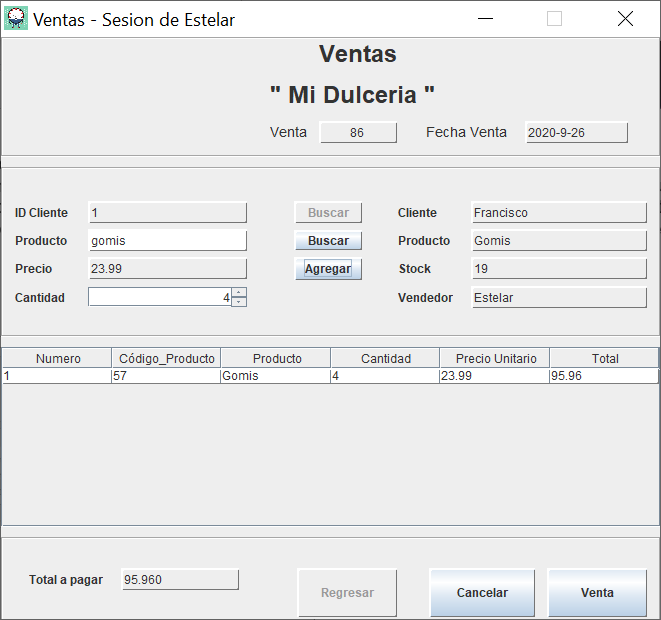 Ventas - Sesion de Estelar
Ventas
" Mi Dulceria "
Venta 86 Fecha Venta 2020-9-26
ID Cliente 1 Buscar Cliente Francisco
Producto gomis Buscar Producto Gomis
Precio 23.99 Agregar Stock 19
Cantidad 4 Vendedor Estelar
Numero Código_Producto Producto Cantidad Precio Unitario Total
1 57 Gomis 4 23.99 95.96
Total a pagar 95.960 Regresar Cancelar Venta